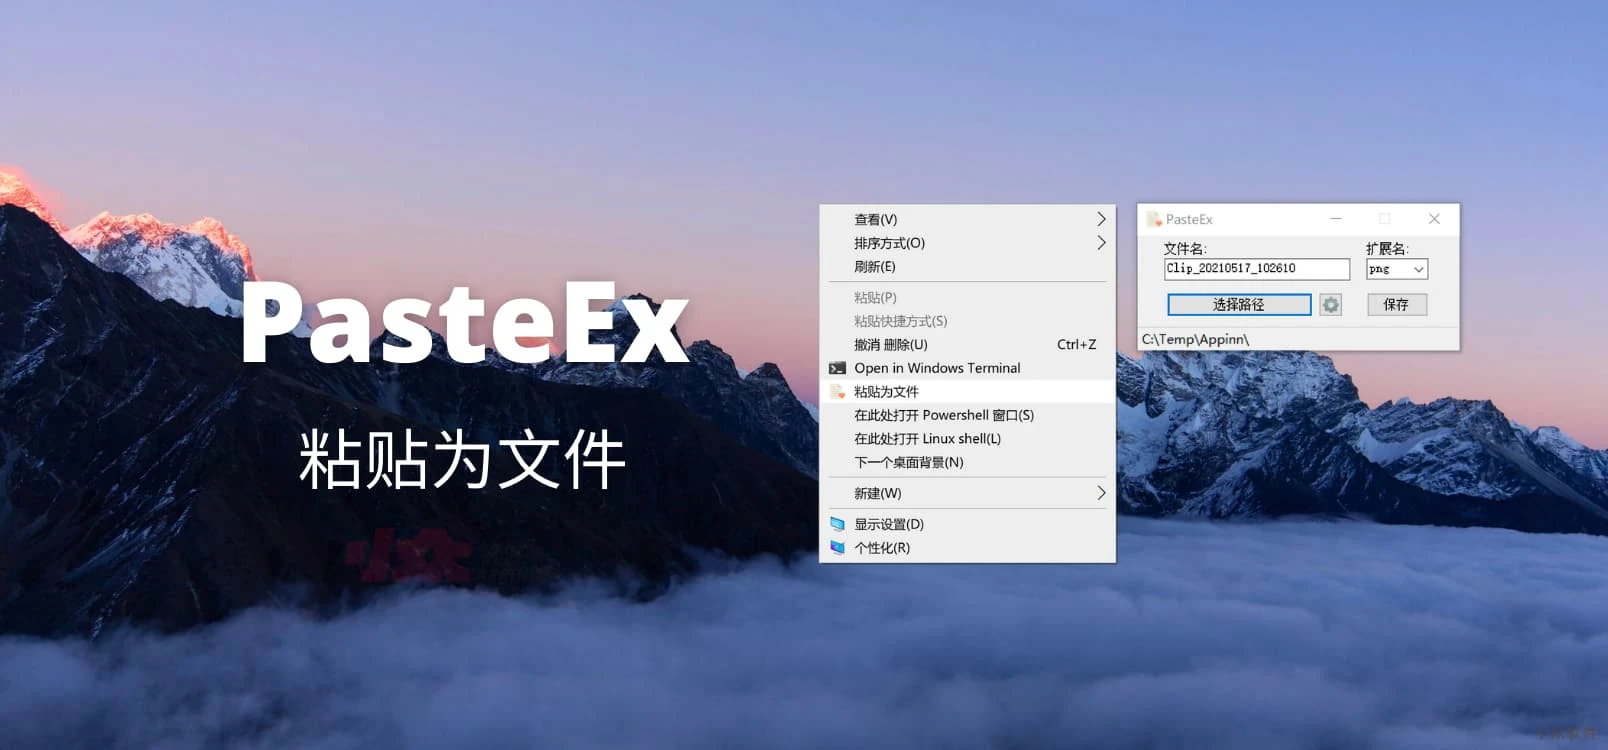 PasteEx
粘贴为文件
查看(V)
排序方式(O)
刷新(E)
粘贴(P)
粘贴快捷方式(S)
撤消 删除(U) Ctrl+Z
Open in Windows Terminal
粘贴为文件
在此处打开 Powershell 窗口(S)
在此处打开 Linux shell(L)
下一个桌面背景(N)
新建(W)
显示设置(D)
个性化(R)
PasteEx
文件名: 扩展名:
Clip_20210517_102610 png
选择路径 保存
C:\Temp\Appinn\
小众软件